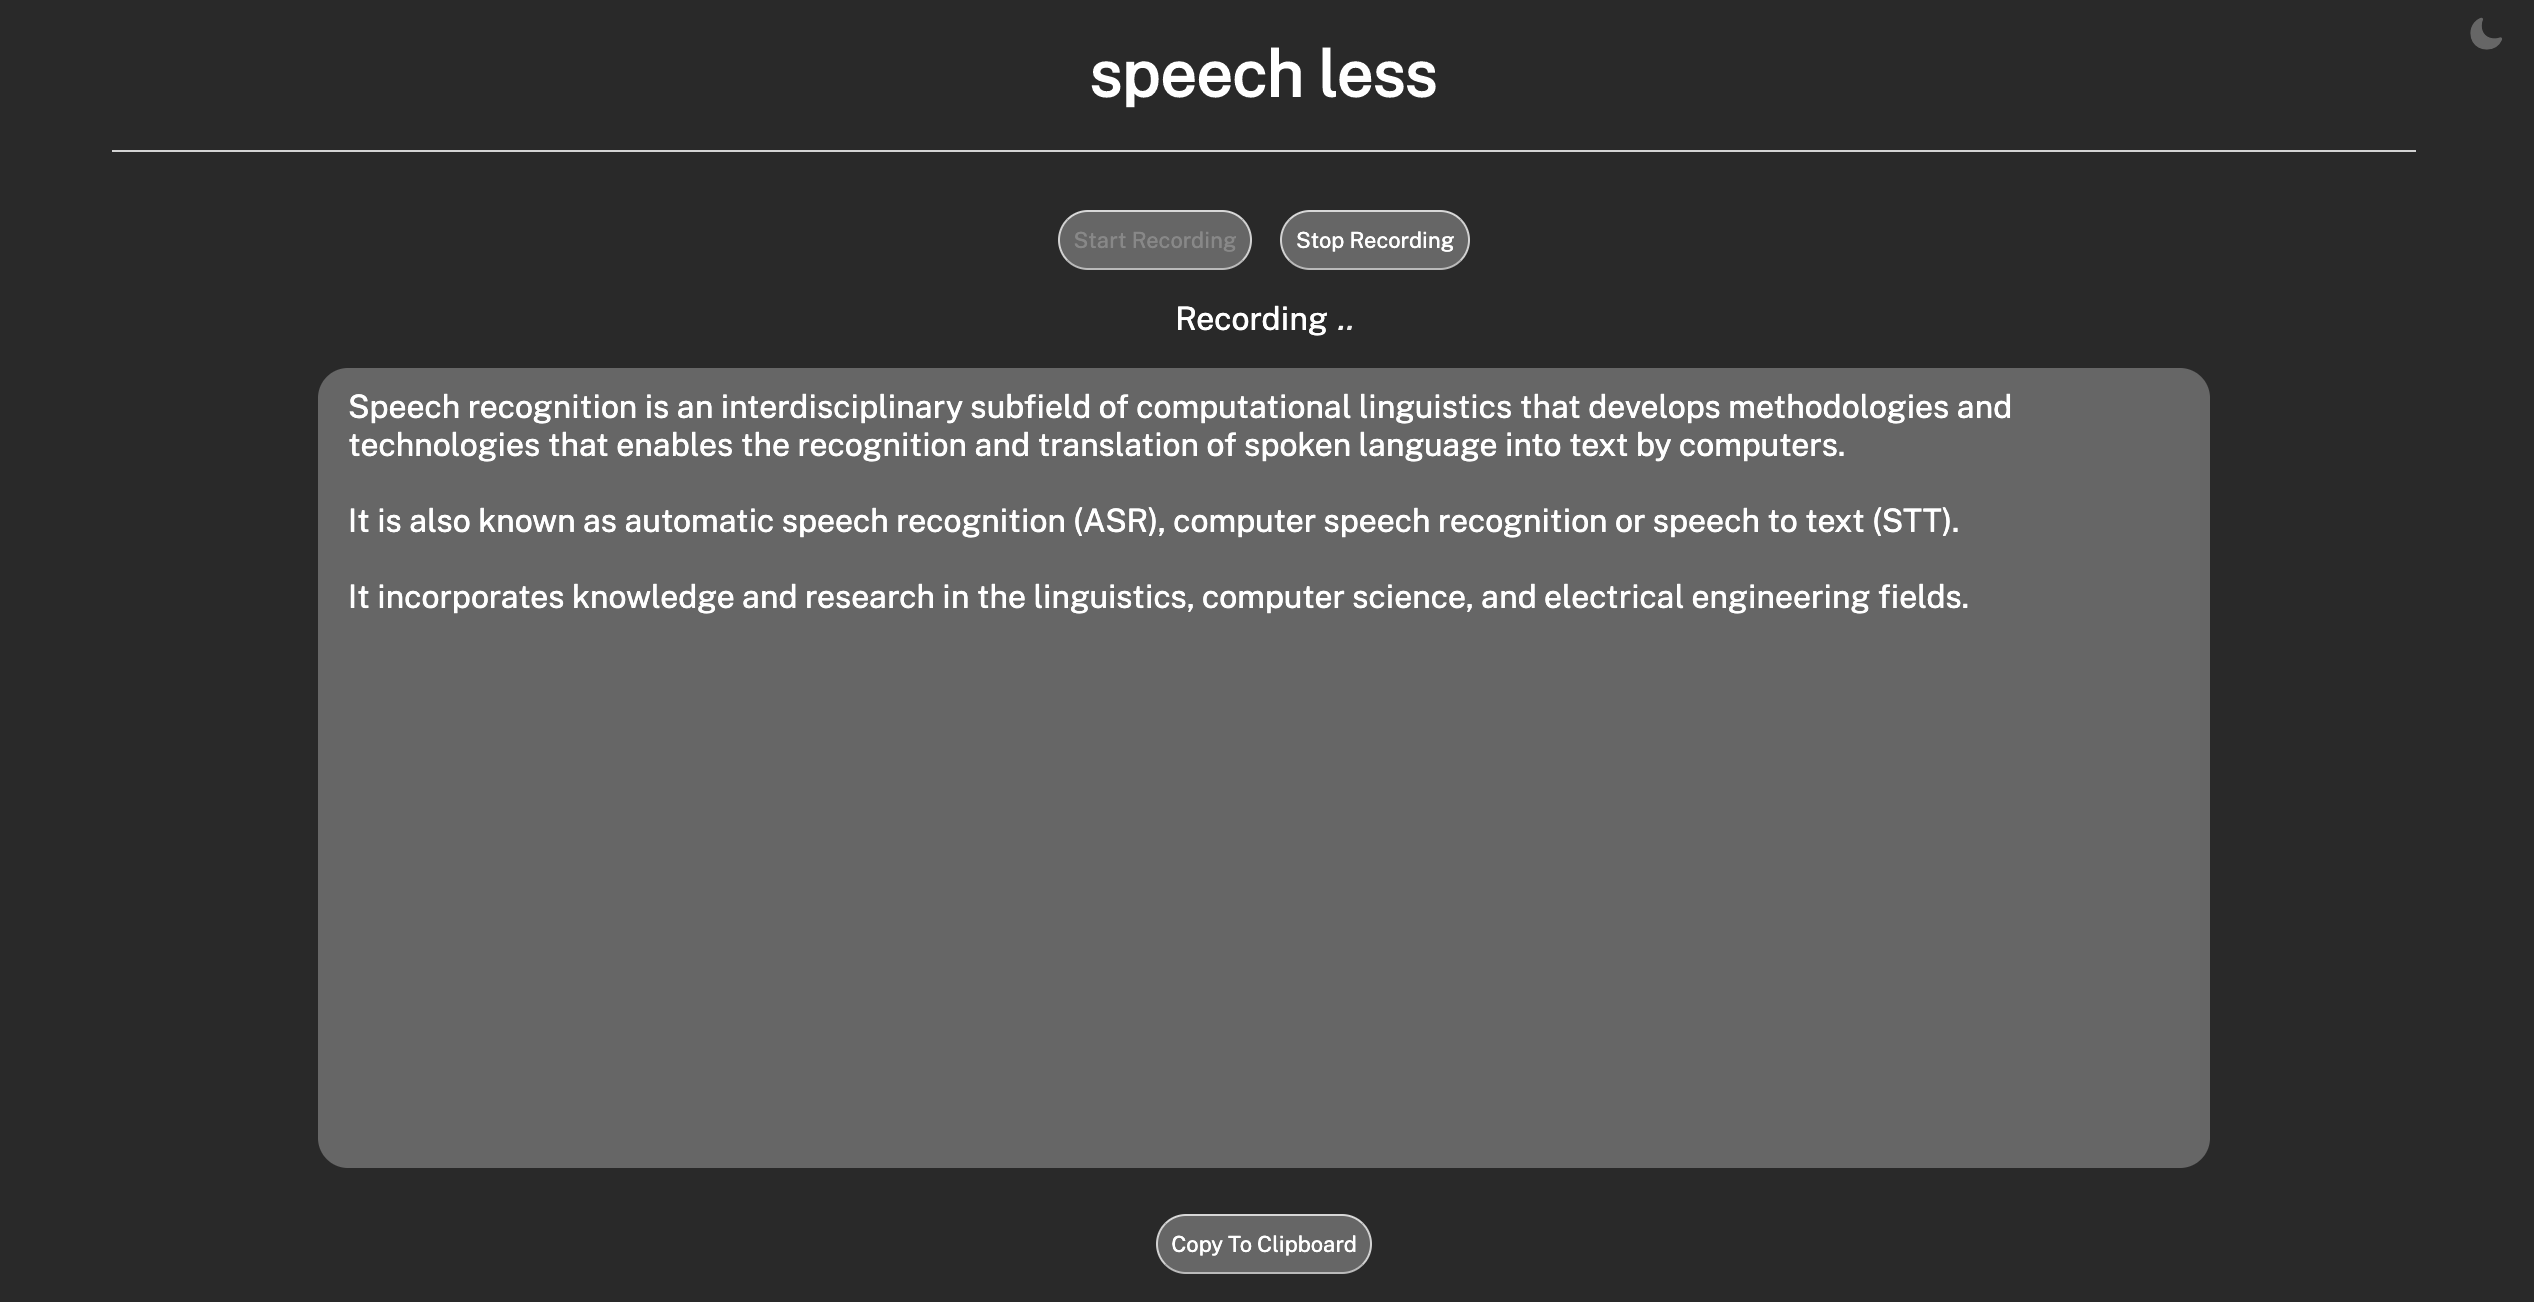 speech less
Start Recording
Stop Recording
Recording ..
Speech recognition is an interdisciplinary subfield of computational linguistics that develops methodologies and
technologies that enables the recognition and translation of spoken language into text by computers.
It is also known as automatic speech recognition (ASR), computer speech recognition or speech to text (STT).
It incorporates knowledge and research in the linguistics, computer science, and electrical engineering fields.
Copy To Clipboard